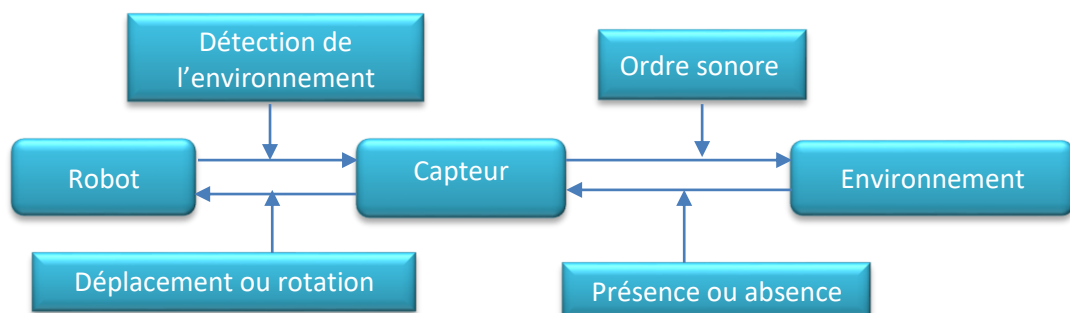 Détection de
l’environnement
Ordre sonore
Robot
Capteur
Environnement
Déplacement ou rotation
Présence ou absence